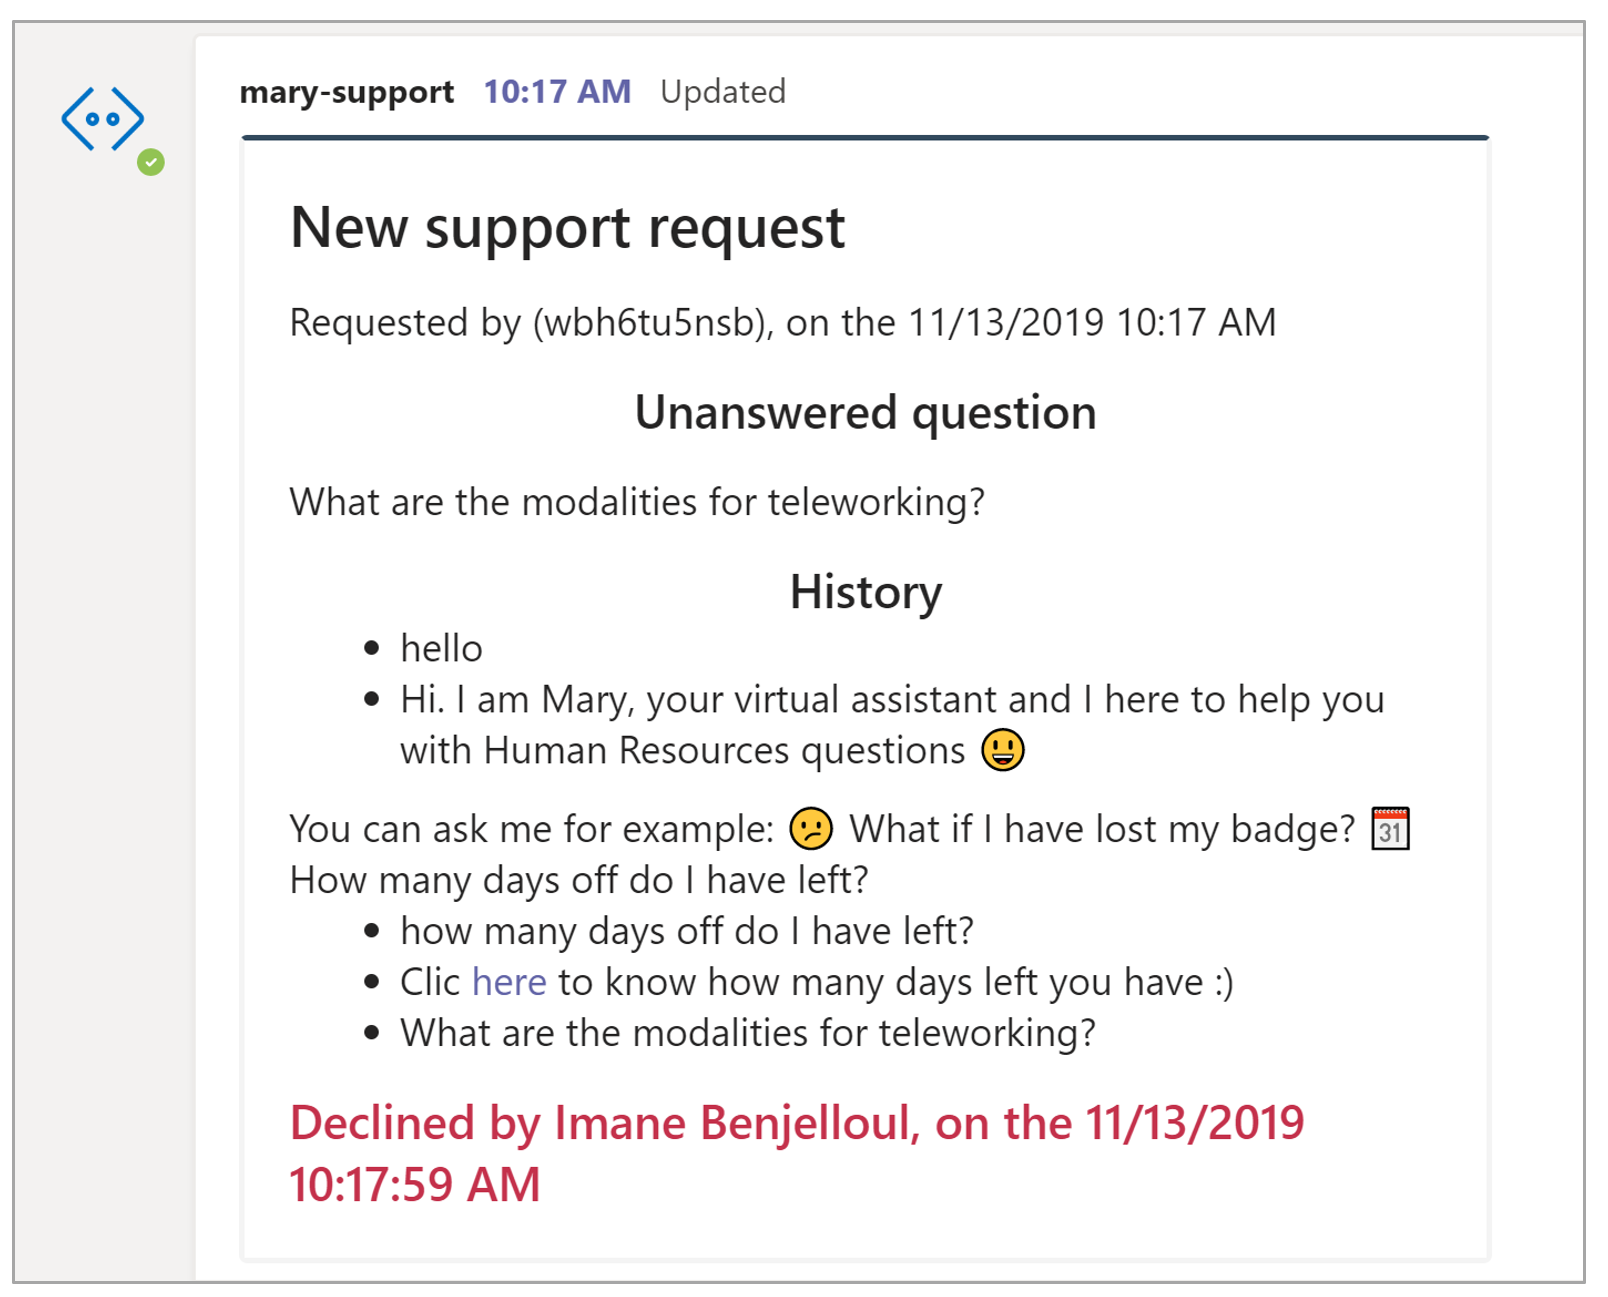 mary-support 10:17 AM Updated
New support request
Requested by (wbh6tu5nsb), on the 11/13/2019 10:17 AM
Unanswered question
What are the modalities for teleworking?
History
• hello
• Hi. I am Mary, your virtual assistant and I here to help you
with Human Resources questions 😃
You can ask me for example: 😕 What if I have lost my badge? 📅 31
How many days off do I have left?
• how many days off do I have left?
• Clic here to know how many days left you have :)
• What are the modalities for teleworking?
Declined by Imane Benjelloul, on the 11/13/2019
10:17:59 AM